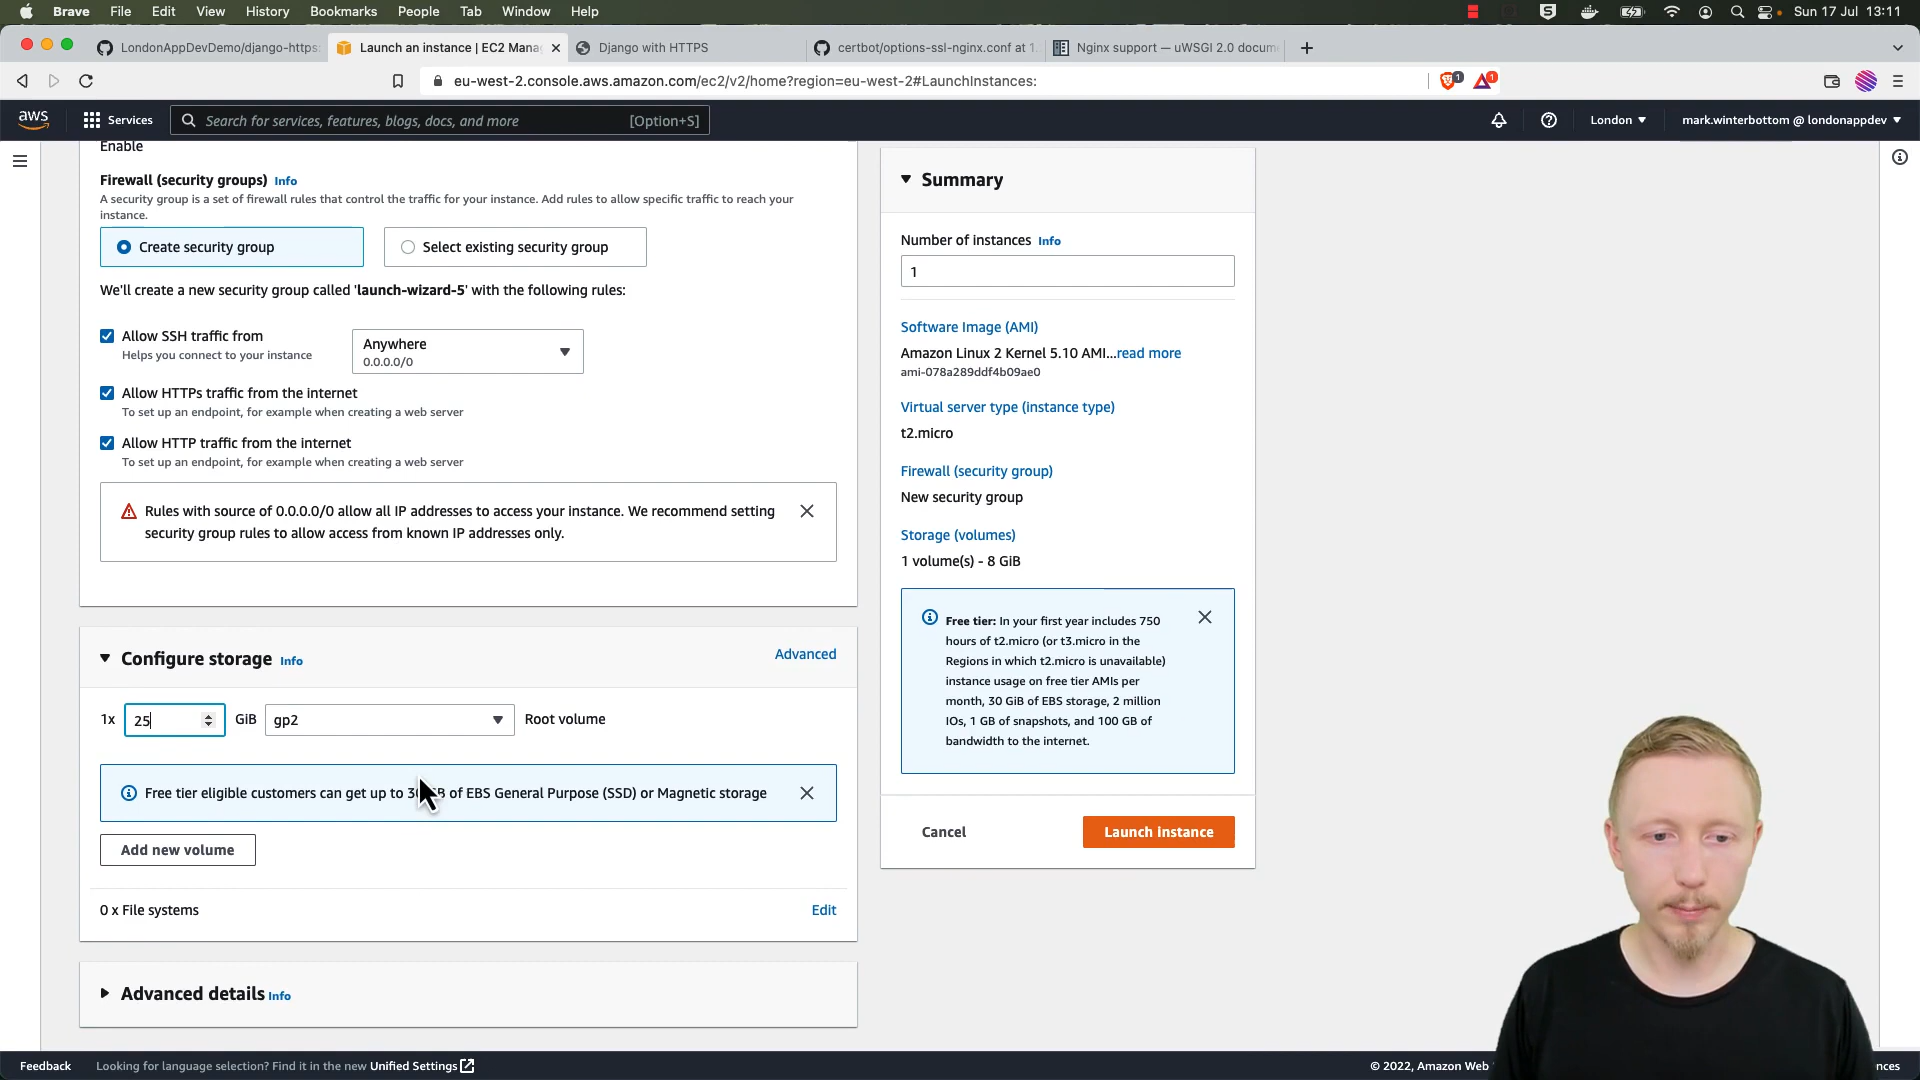 Brave File Edit View History Bookmarks People Tab Window Help Sun 17 Jul 13:11
LondonAppDevDemo/django-https Launch an instance | EC2 Mana Django with HTTPS certbot/options-ssl-nginx.conf at 1 Nginx support — uWSGI 2.0 docum
eu-west-2.console.aws.amazon.com/ec2/v2/home?region=eu-west-2#LaunchInstances:
aws Services Search for services, features, blogs, docs, and more [Option+S] London mark.winterbottom @ londonappdev
Enable
Firewall (security groups) Info
A security group is a set of firewall rules that control the traffic for your instance. Add rules to allow specific traffic to reach your
instance.
Create security group Select existing security group
We'll create a new security group called 'launch-wizard-5' with the following rules:
Allow SSH traffic from
Helps you connect to your instance
Anywhere
0.0.0.0/0
Allow HTTPs traffic from the internet
To set up an endpoint, for example when creating a web server
Allow HTTP traffic from the internet
To set up an endpoint, for example when creating a web server
Rules with source of 0.0.0.0/0 allow all IP addresses to access your instance. We recommend setting
security group rules to allow access from known IP addresses only.
Configure storage Info Advanced
1x 25 GiB gp2 Root volume
Free tier eligible customers can get up to of EBS General Purpose (SSD) or Magnetic storage
Add new volume
0 x File systems Edit
Advanced details Info
Summary
Number of instances Info
1
Software Image (AMI)
Amazon Linux 2 Kernel 5.10 AMI...read more
ami-078a289ddf4b09ae0
Virtual server type (instance type)
t2.micro
Firewall (security group)
New security group
Storage (volumes)
1 volume(s) - 8 GiB
Free tier: In your first year includes 750
hours of t2.micro (or t3.micro in the
Regions in which t2.micro is unavailable)
instance usage on free tier AMIs per
month, 30 GiB of EBS storage, 2 million
IOs, 1 GB of snapshots, and 100 GB of
bandwidth to the internet.
Cancel Launch instance
Feedback Looking for language selection? Find it in the new Unified Settings © 2022, Amazon Web